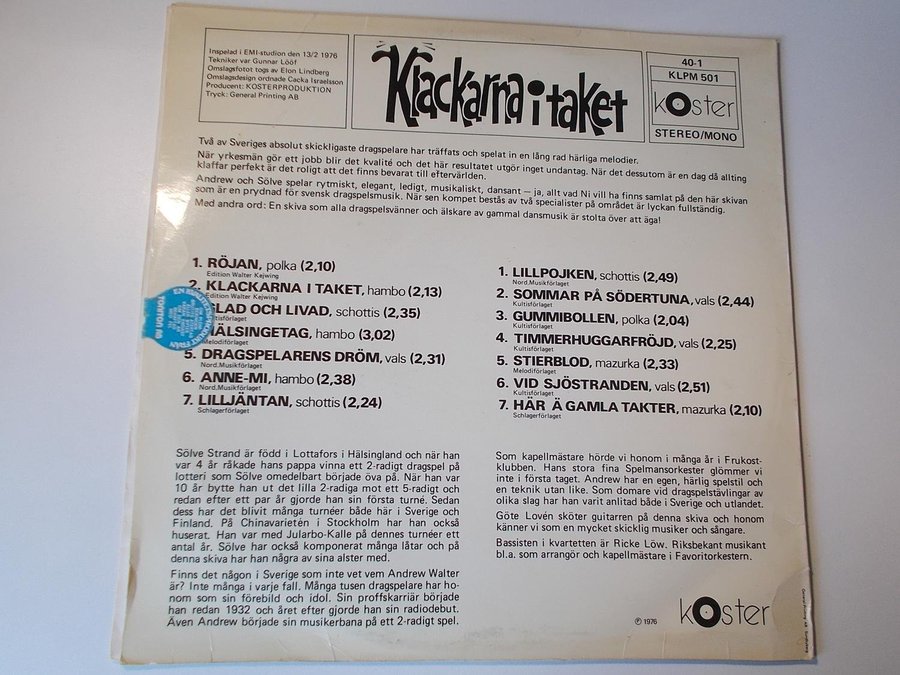 Inspelad i EMI-studion den 13/2 1976
Tekniker var Gunnar Lööf
Omslagsfotot togs av Elon Lindberg
Omslagsdesign ordnade Cacka Israelsson
Producent: KOSTERPRODUKTION
Tryck: General Printing AB
Klackarna i taket
40-1
KLPM 501
koster
STEREO/MONO
Två av Sveriges absolut skickligaste dragspelare har träffats och spelat in en lång rad härliga melodier.
När yrkesmän gör ett jobb blir det kvalité och det här resultatet utgör inget undantag. När det dessutom är en dag då allting
klaffar perfekt är det roligt att det finns bevarat till eftervärlden.
Andrew och Sölve spelar rytmiskt, elegant, ledigt, musikaliskt, dansant — ja, allt vad Ni vill ha finns samlat på den här skivan
som är en prydnad för svensk dragspelsmusik. När sen kompet bestås av två specialister på området är lyckan fullständig.
Med andra ord: En skiva som alla dragspelsvänner och älskare av gammal dansmusik är stolta över att äga!
1. RÖJAN, polka (2,10)
Edition Walter Kejwing
2. KLACKARNA I TAKET, hambo (2,13)
Edition Walter Kejwing
GLAD OCH LIVAD, schottis (2,35)
HÄLSINGETAG, hambo (3,02)
Melodiförlaget
5. DRAGSPELARENS DRÖM, vals (2,31)
Nord.Musikförlaget
6. ANNE-MI, hambo (2,38)
Nord.Musikförlaget
7. LILLJÄNTAN, schottis (2,24)
Schlagerförlaget
TONITON AB
1. LILLPOJKEN, schottis (2,49)
Nord.Musikförlaget
2. SOMMAR PÅ SÖDERTUNA, vals (2,44)
Kultisförlaget
3. GUMMIBOLLEN, polka (2,04)
Kultisförlaget
4. TIMMERHUGGARFRÖJD, vals (2,25)
Kultisförlaget
5. STIERBLOD, mazurka (2,33)
Melodiförlaget
6. VID SJÖSTRANDEN, vals (2,51)
Kultisförlaget
7. HÄR Ä GAMLA TAKTER, mazurka (2,10)
Schlagerförlaget
Sölve Strand är född i Lottafors i Hälsingland och när han
var 4 år råkade hans pappa vinna ett 2-radigt dragspel på
lotteri som Sölve omedelbart började öva på. När han var
10 år bytte han ut det lilla 2-radiga mot ett 5-radigt och
redan efter ett par år gjorde han sin första turné. Sedan
dess har det blivit många turnéer både här i Sverige och
Finland. På Chinavarietén i Stockholm har han också
huserat. Han var med Jularbo-Kalle på dennes turnéer ett
antal år. Sölve har också komponerat många låtar och på
denna skiva har han några av sina alster med.
Finns det någon i Sverige som inte vet vem Andrew Walter
är? Inte många i varje fall. Många tusen dragspelare har ho-
nom som sin förebild och idol. Sin proffskarriär började
han redan 1932 och året efter gjorde han sin radiodebut.
Även Andrew började sin musikerbana på ett 2-radigt spel.
Som kapellmästare hörde vi honom i många år i Frukost-
klubben. Hans stora fina Spelmansorkester glömmer vi
inte i första taget. Andrew har en egen, härlig spelstil och
en teknik utan like. Som domare vid dragspelstävlingar av
olika slag har han varit anlitad både i Sverige och utlandet.
Göte Lovén sköter guitarren på denna skiva och honom
känner vi som en mycket skicklig musiker och sångare.
Bassisten i kvartetten är Ricke Löw. Riksbekant musikant
bl.a. som arrangör och kapellmästare i Favoritorkestern.
℗ 1976
koster